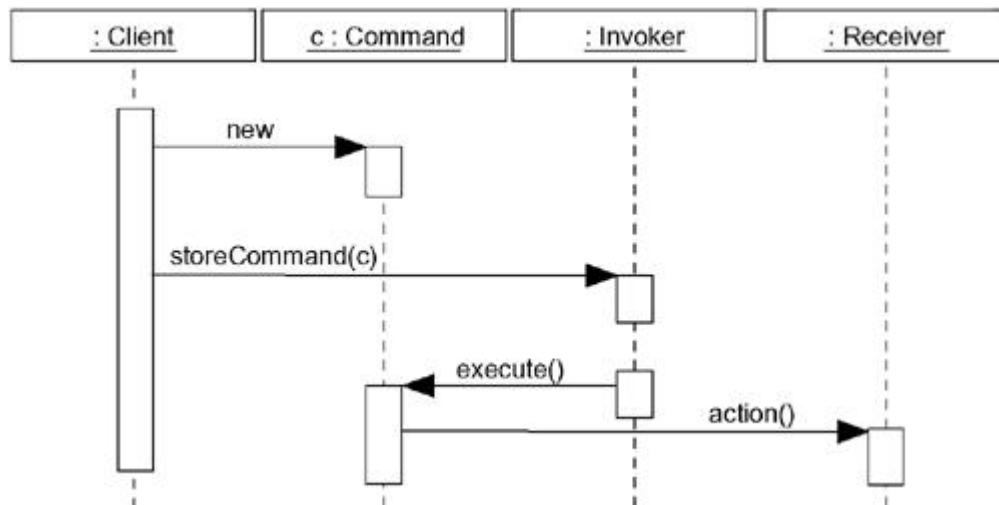 : Client
c : Command
: Invoker
: Receiver
new
storeCommand(c)
execute()
action()